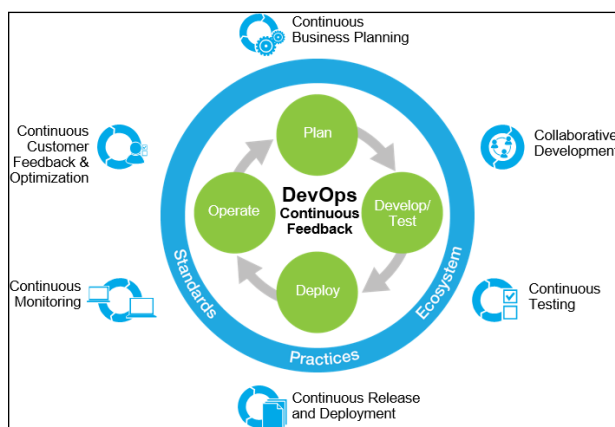 Continuous
Business Planning
Continuous
Customer
Feedback &
Optimization
Plan
Collaborative
Development
Operate
DevOps
Continuous
Feedback
Develop/
Test
Continuous
Monitoring
Deploy
Continuous
Testing
Standards
Practices
Ecosystem
Continuous Release
and Deployment